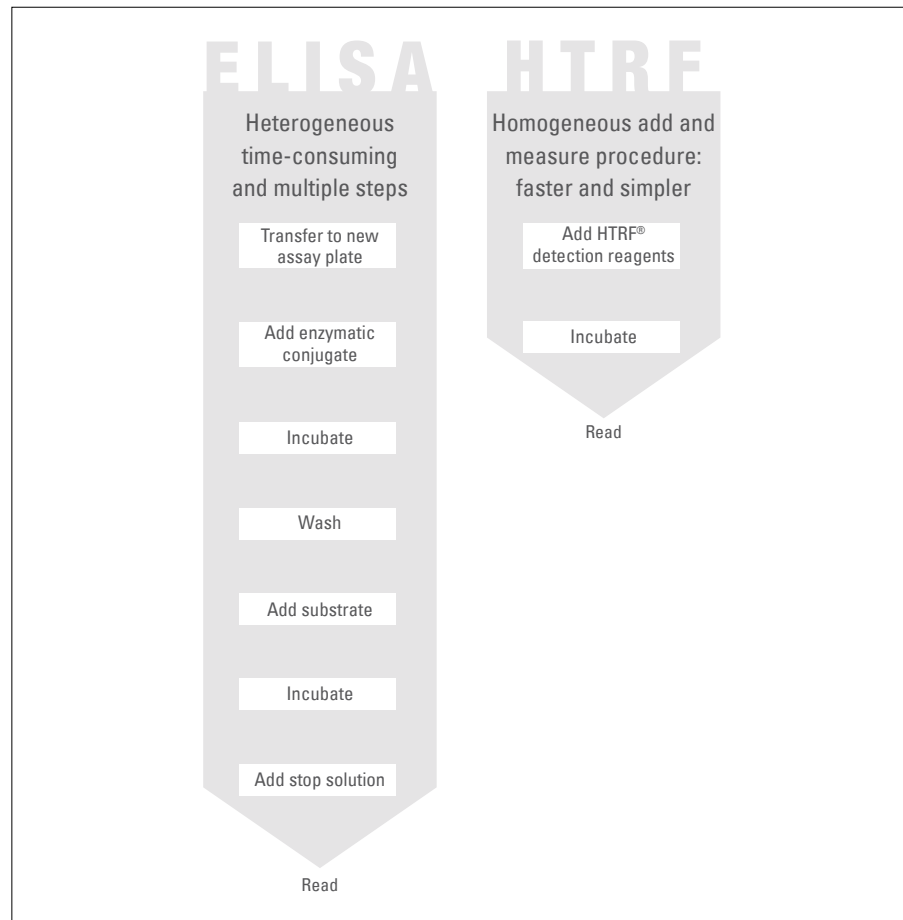 ELISA
Heterogeneous
time-consuming
and multiple steps
Transfer to new
assay plate
Add enzymatic
conjugate
Incubate
Wash
Add substrate
Incubate
Add stop solution
Read
HTRF
Homogeneous add and
measure procedure:
faster and simpler
Add HTRF®
detection reagents
Incubate
Read